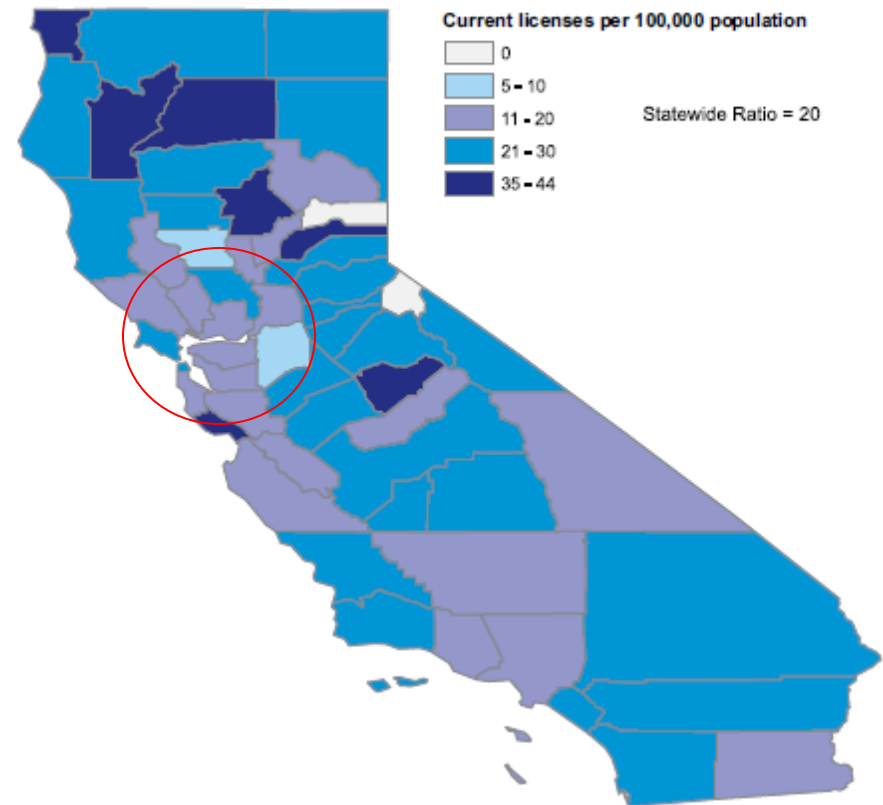 Current licenses per 100,000 population
0
5 – 10
11 – 20
Statewide Ratio = 20
21 – 30
35 – 44